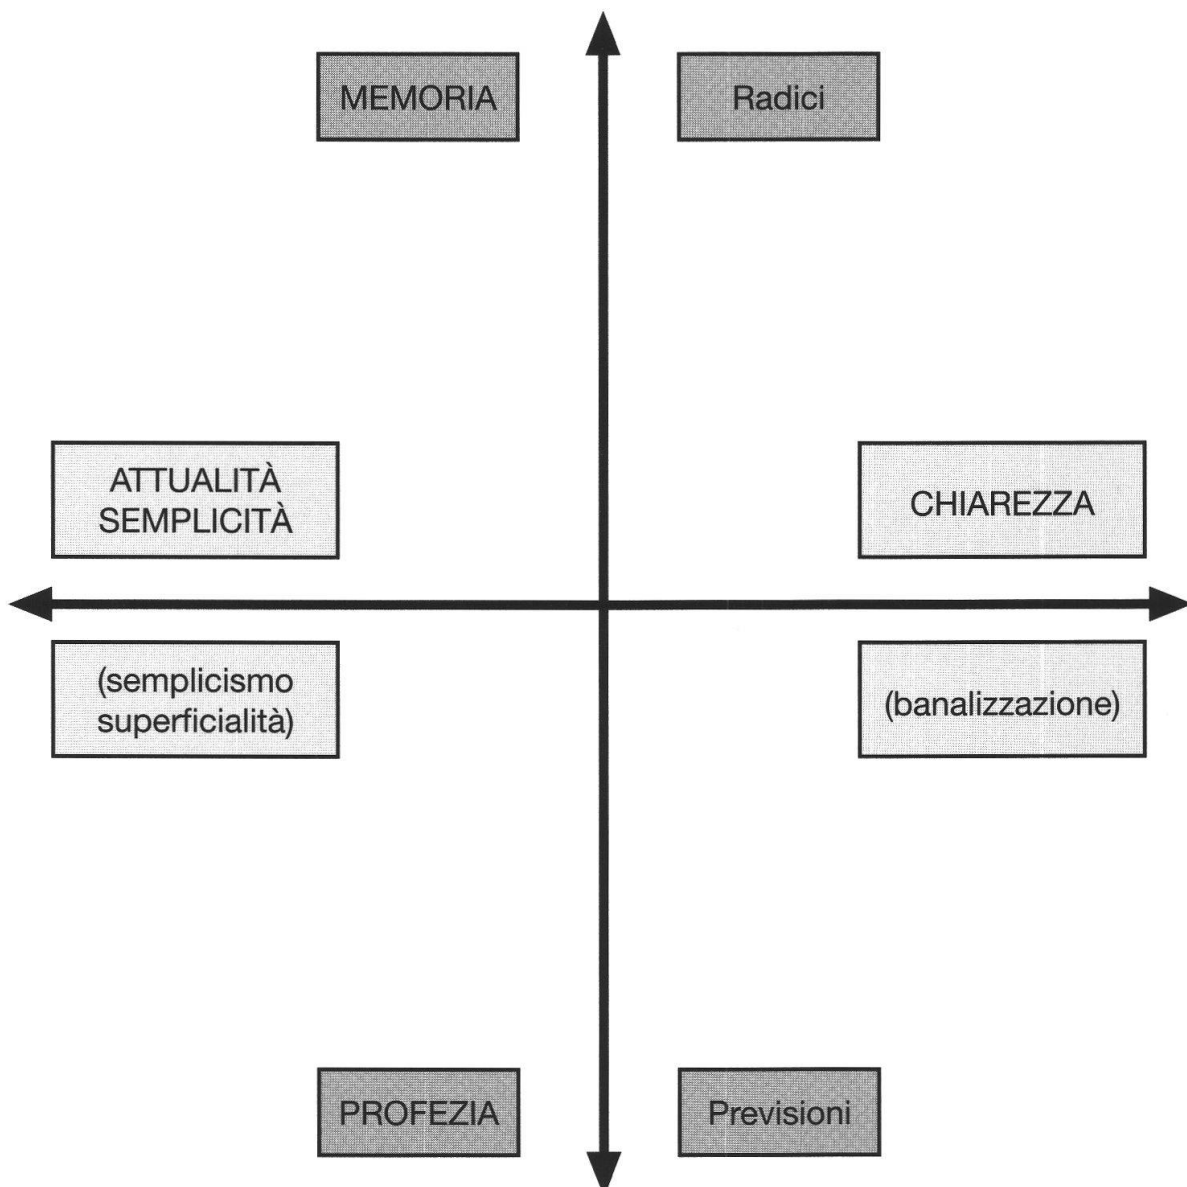 MEMORIA
Radici
ATTUALITÀ
SEMPLICITÀ
CHIAREZZA
(semplicismo
superficialità)
(banalizzazione)
PROFEZIA
Previsioni